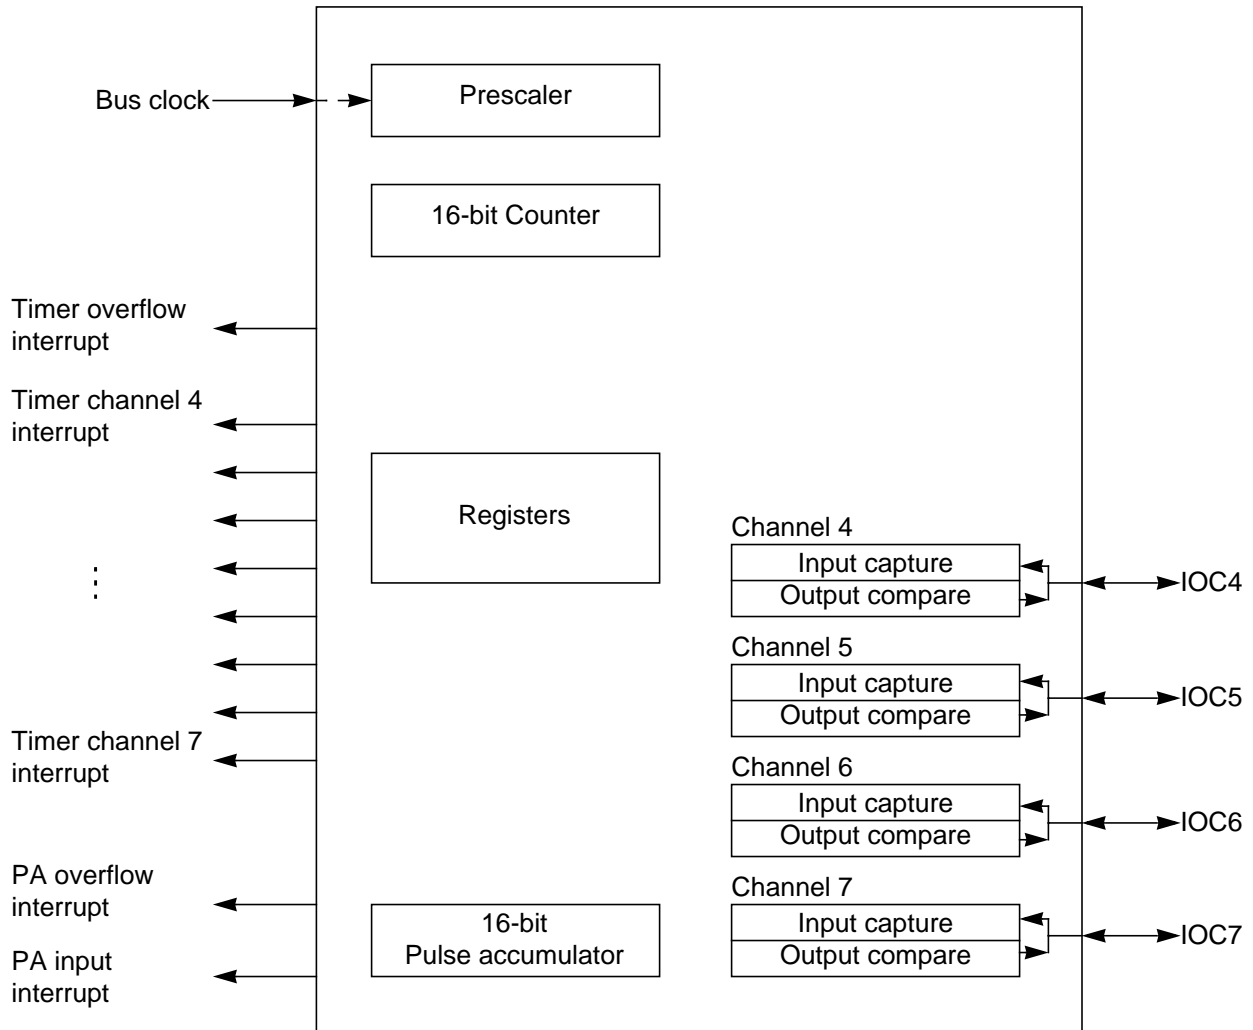 Bus clock
Prescaler
16-bit Counter
Timer overflow
interrupt
Timer channel 4
interrupt
Registers
Channel 4
Input capture
Output compare
IOC4
Channel 5
Input capture
Output compare
IOC5
Timer channel 7
interrupt
Channel 6
Input capture
Output compare
IOC6
PA overflow
interrupt
PA input
interrupt
16-bit
Pulse accumulator
Channel 7
Input capture
Output compare
IOC7